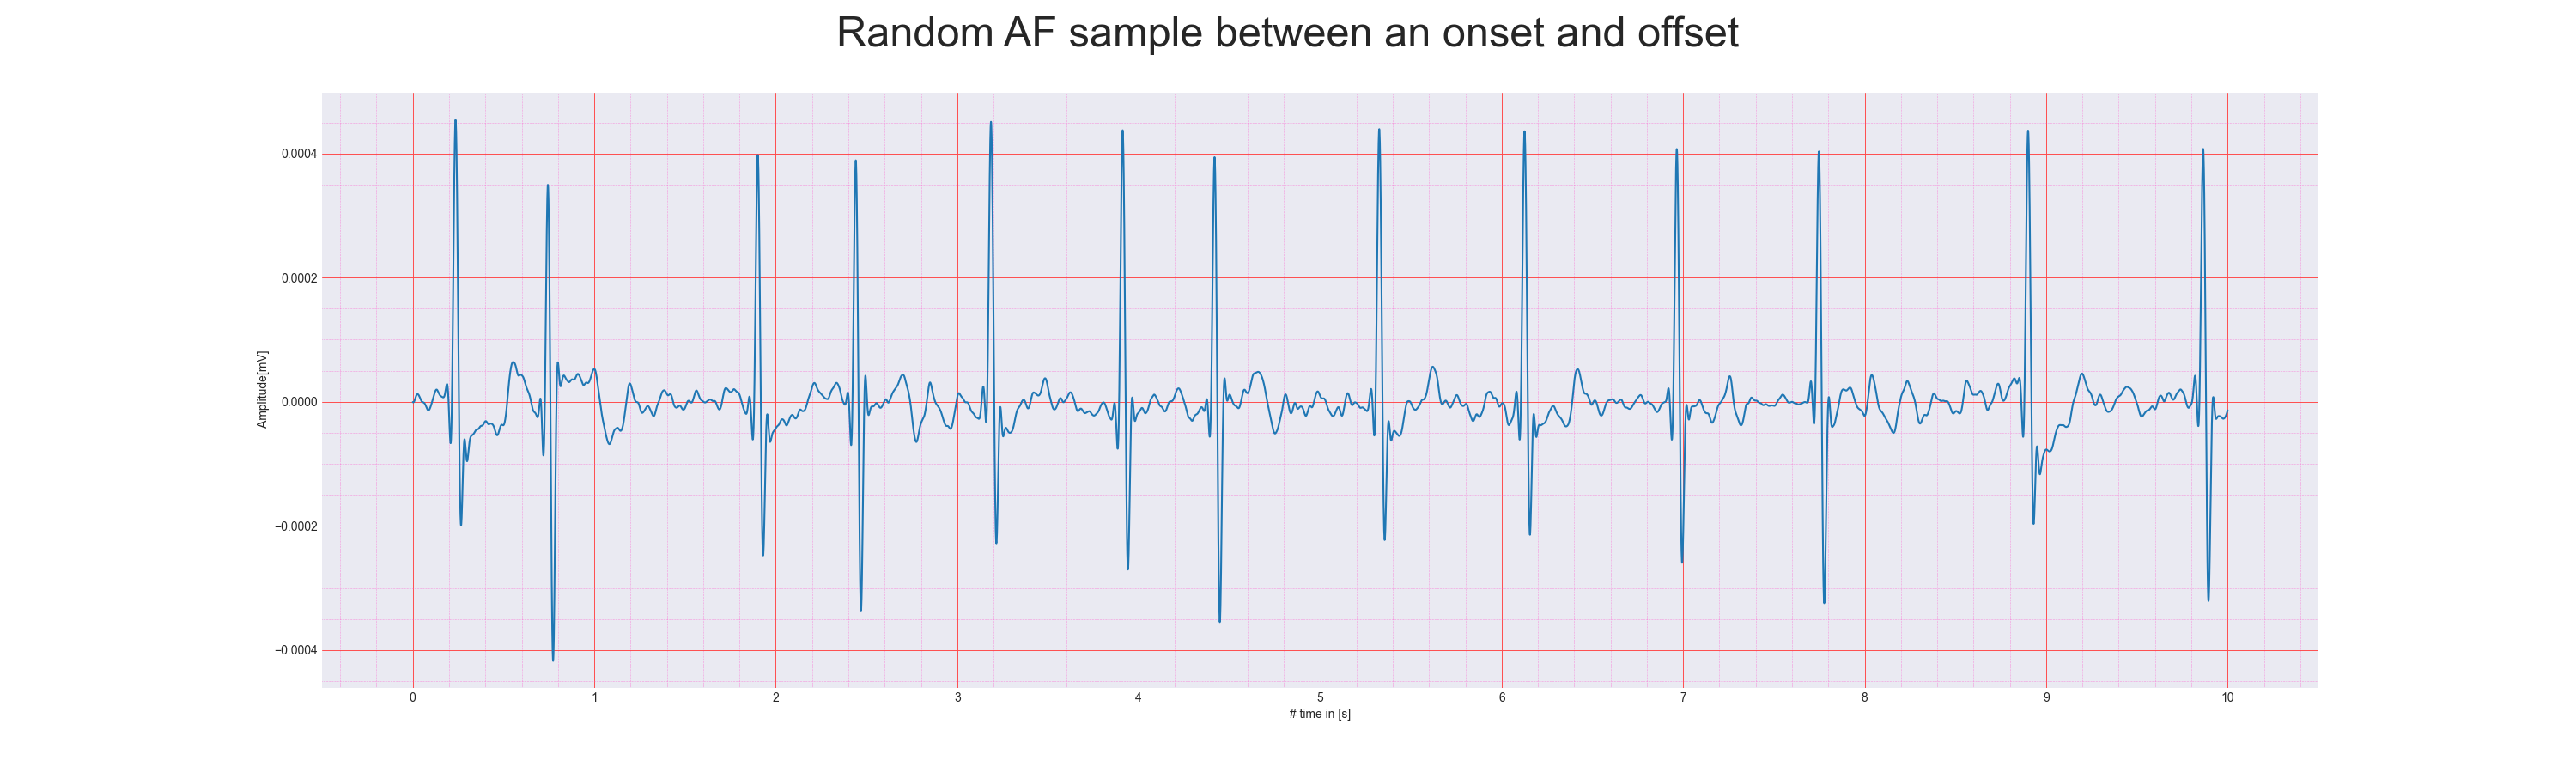 Random AF sample between an onset and offset
0.0004
0.0002
0.0000
−0.0002
−0.0004
Amplitude[mV]
0 1 2 3 4 5 6 7 8 9 10
# time in [s]